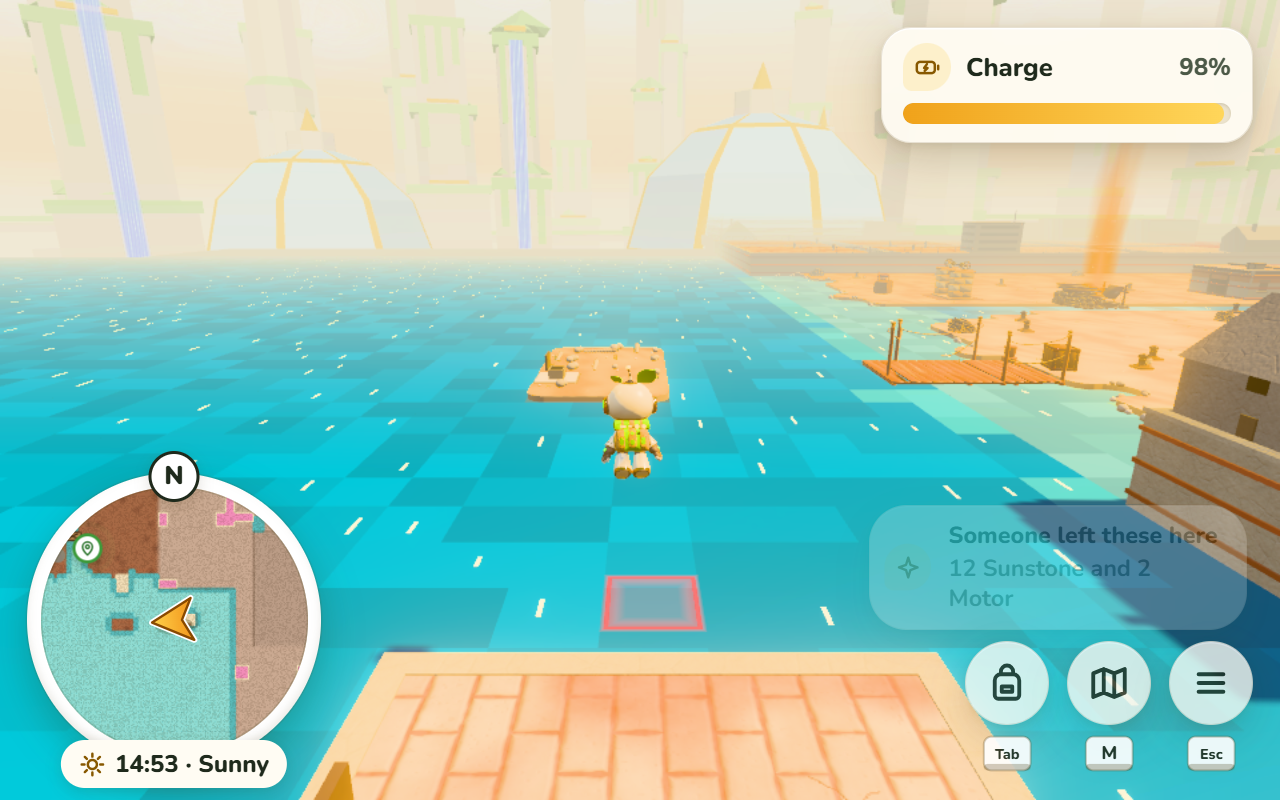 Charge 98%
N
Someone left these here
12 Sunstone and 2
Motor
14:53 · Sunny
Tab M Esc